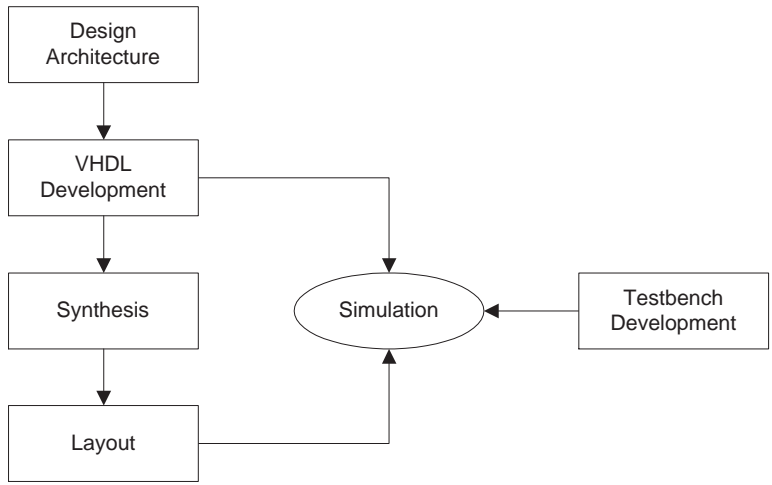 Design
Architecture
VHDL
Development
Synthesis
Simulation
Testbench
Development
Layout